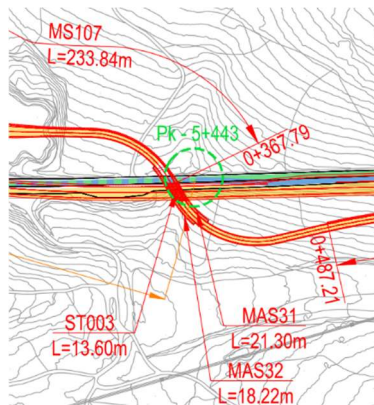 MS107
L=233.84m
Pk - 5+443
0+367.79
0+487.21
ST003
L=13.60m
MAS31
L=21.30m
MAS32
L=18.22m